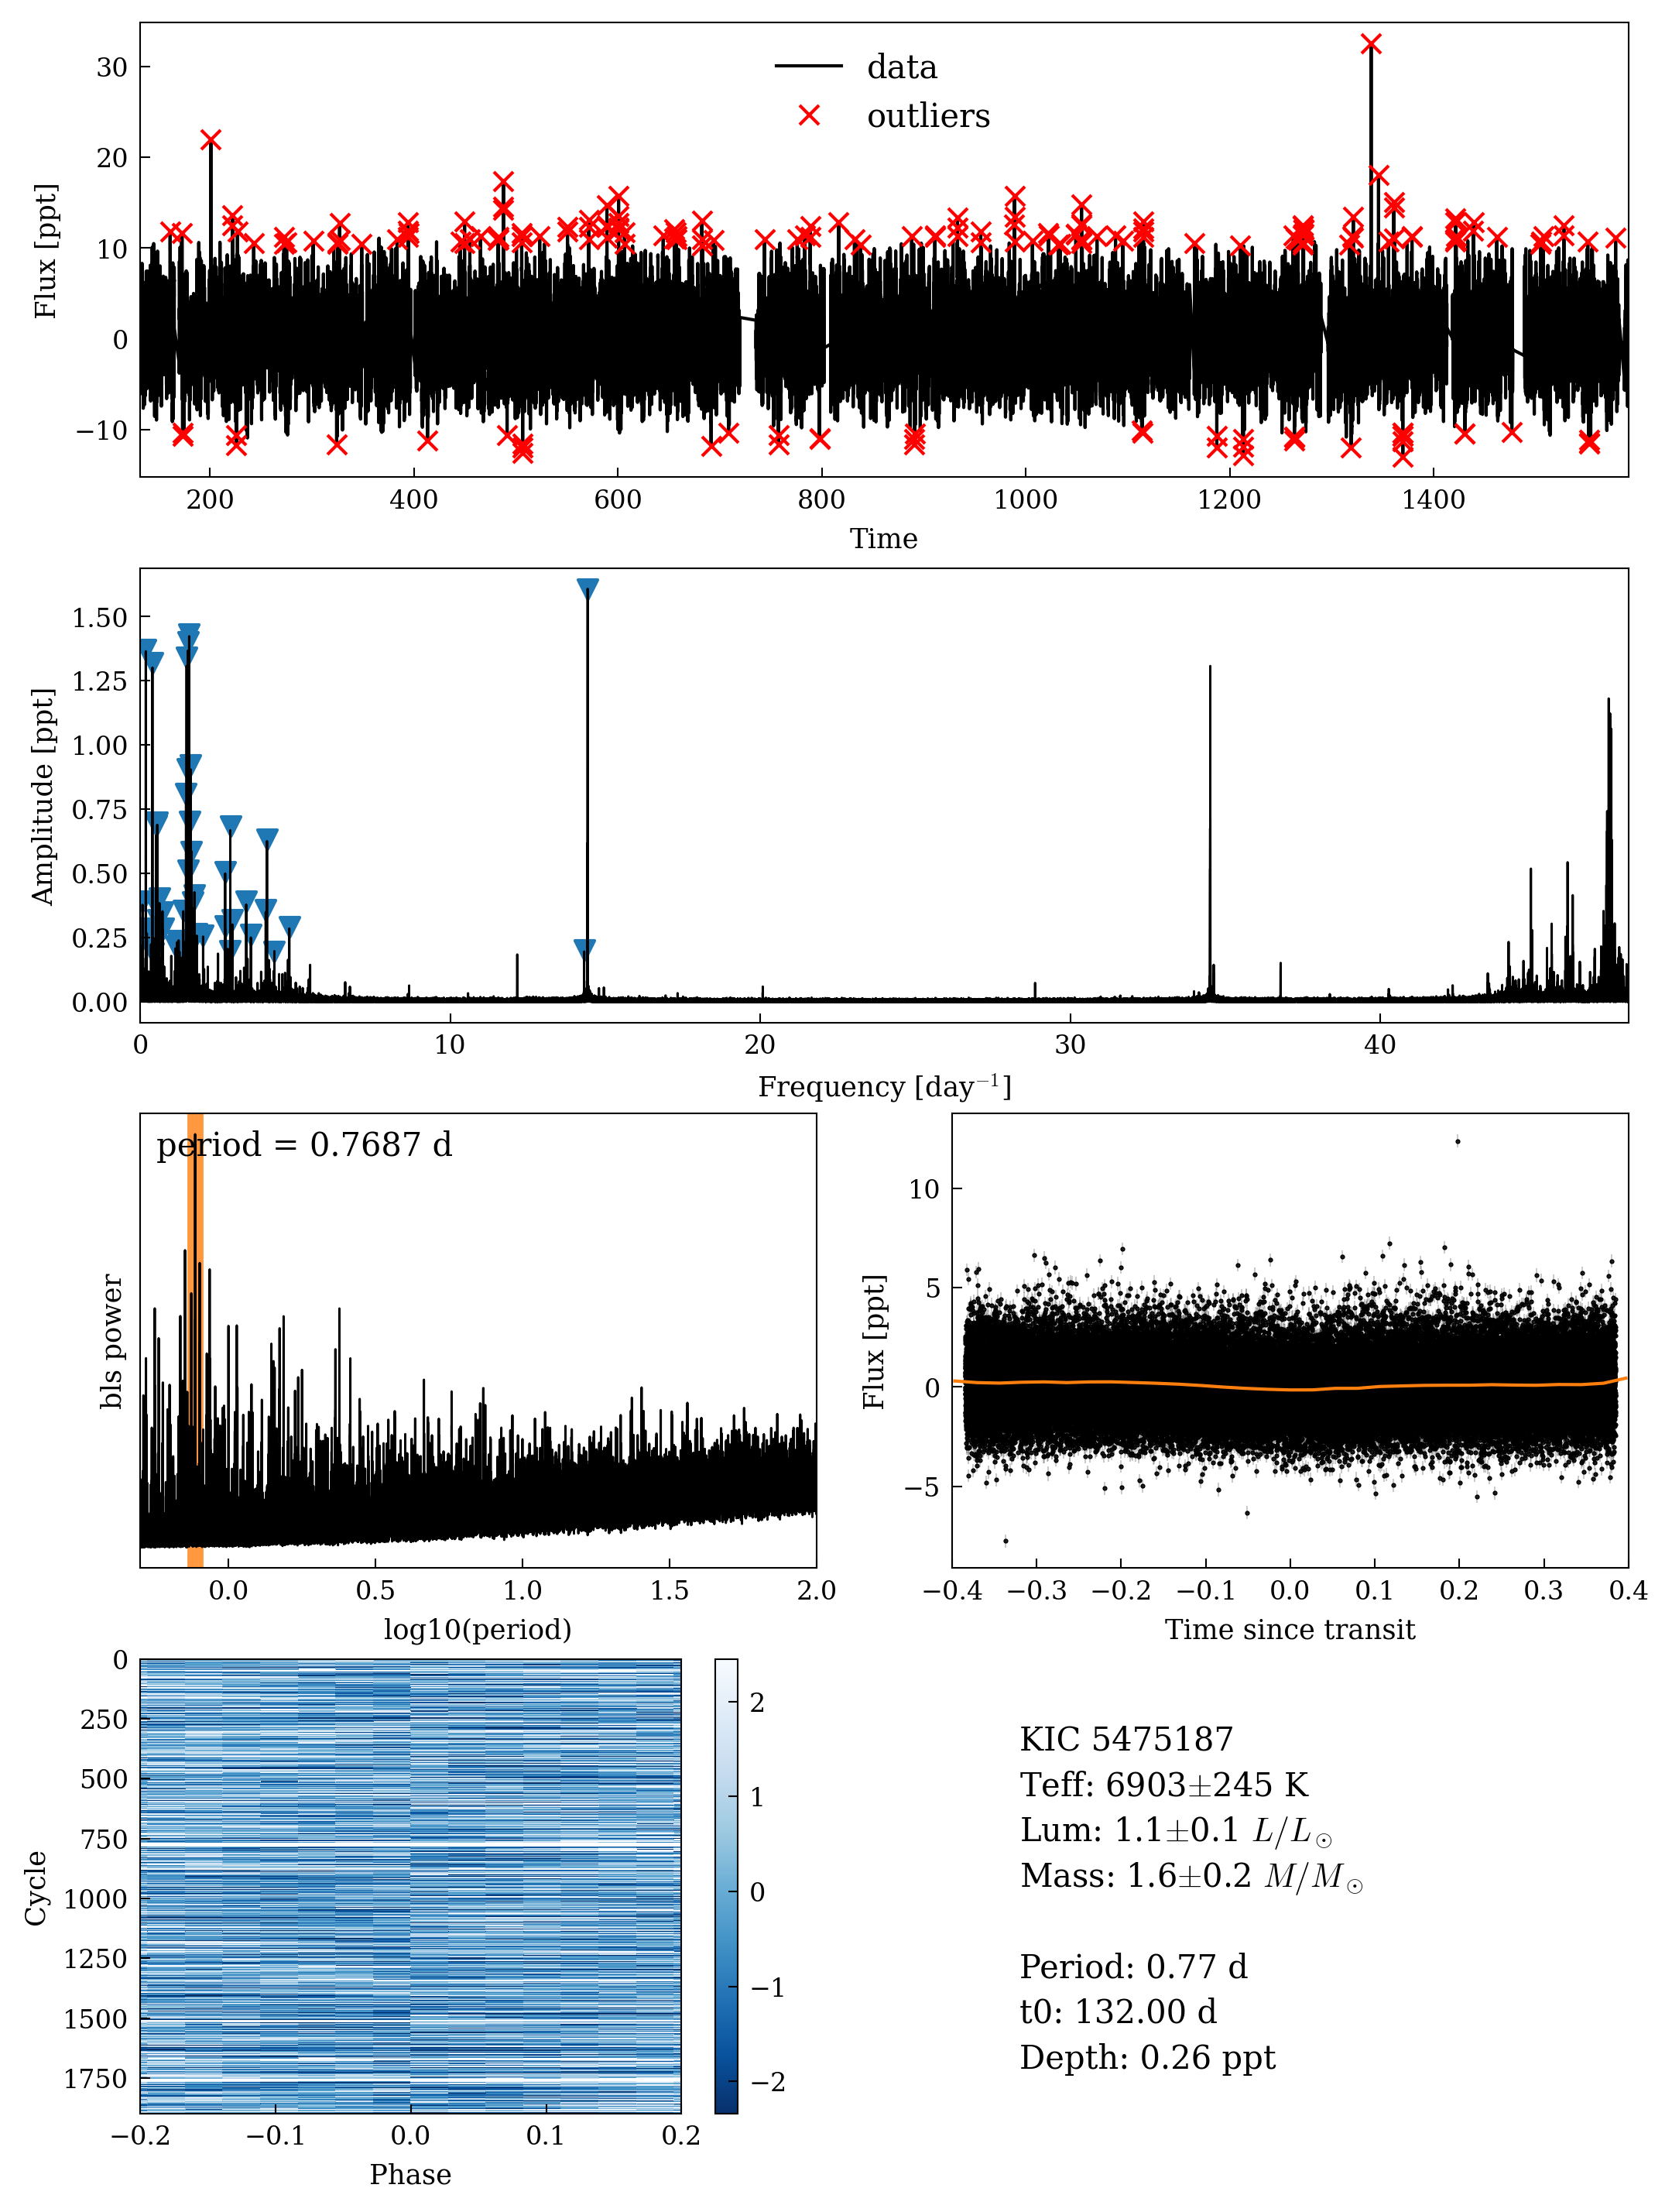 30
20
10
0
−10
Flux [ppt]
data
outliers
200 400 600 800 1000 1200 1400
Time
1.50
1.25
1.00
0.75
0.50
0.25
0.00
Amplitude [ppt]
0 10 20 30 40
Frequency [day⁻¹]
period = 0.7687 d
bls power
0.0 0.5 1.0 1.5 2.0
log10(period)
10
5
0
−5
Flux [ppt]
−0.4 −0.3 −0.2 −0.1 0.0 0.1 0.2 0.3 0.4
Time since transit
0
250
500
750
1000
1250
1500
1750
Cycle
−0.2 −0.1 0.0 0.1 0.2
Phase
2
1
0
−1
−2
KIC 5475187
Teff: 6903±245 K
Lum: 1.1±0.1 L/L⊙
Mass: 1.6±0.2 M/M⊙
Period: 0.77 d
t0: 132.00 d
Depth: 0.26 ppt